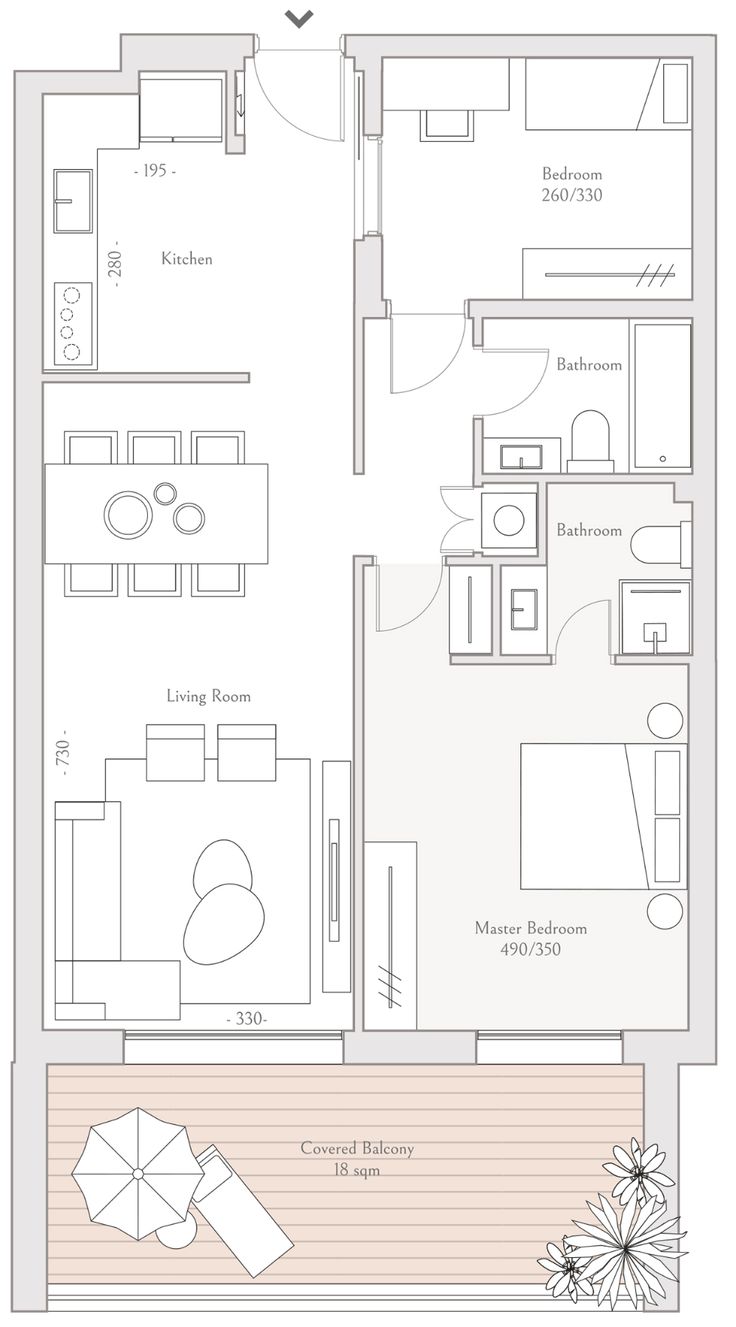 Bedroom
260/330
- 195 -
- 280 -
Kitchen
Bathroom
Bathroom
Living Room
- 730 -
Master Bedroom
490/350
- 330-
Covered Balcony
18 sqm